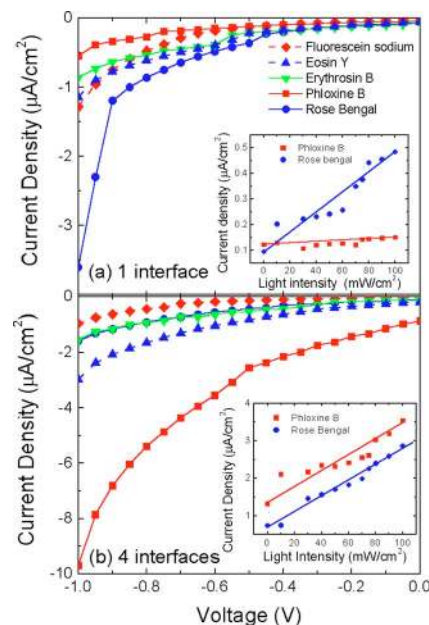 0
-1
-2
-3
Current Density (μA/cm²)
Fluorescein sodium
Eosin Y
Erythrosin B
Phloxine B
Rose Bengal
(a) 1 interface
Phloxine B
Rose bengal
0.5
0.4
0.3
0.2
0.1
0 20 40 60 80 100
Current density (μA/cm²)
Light intensity (mW/cm²)
0
-2
-4
-6
-8
-10
Current Density (μA/cm²)
(b) 4 interfaces
Phloxine B
Rose Bengal
4
3
2
1
0
0 20 40 60 80 100
Current Density (μA/cm²)
Light Intensity (mW/cm²)
-1.0 -0.8 -0.6 -0.4 -0.2 0.0
Voltage (V)